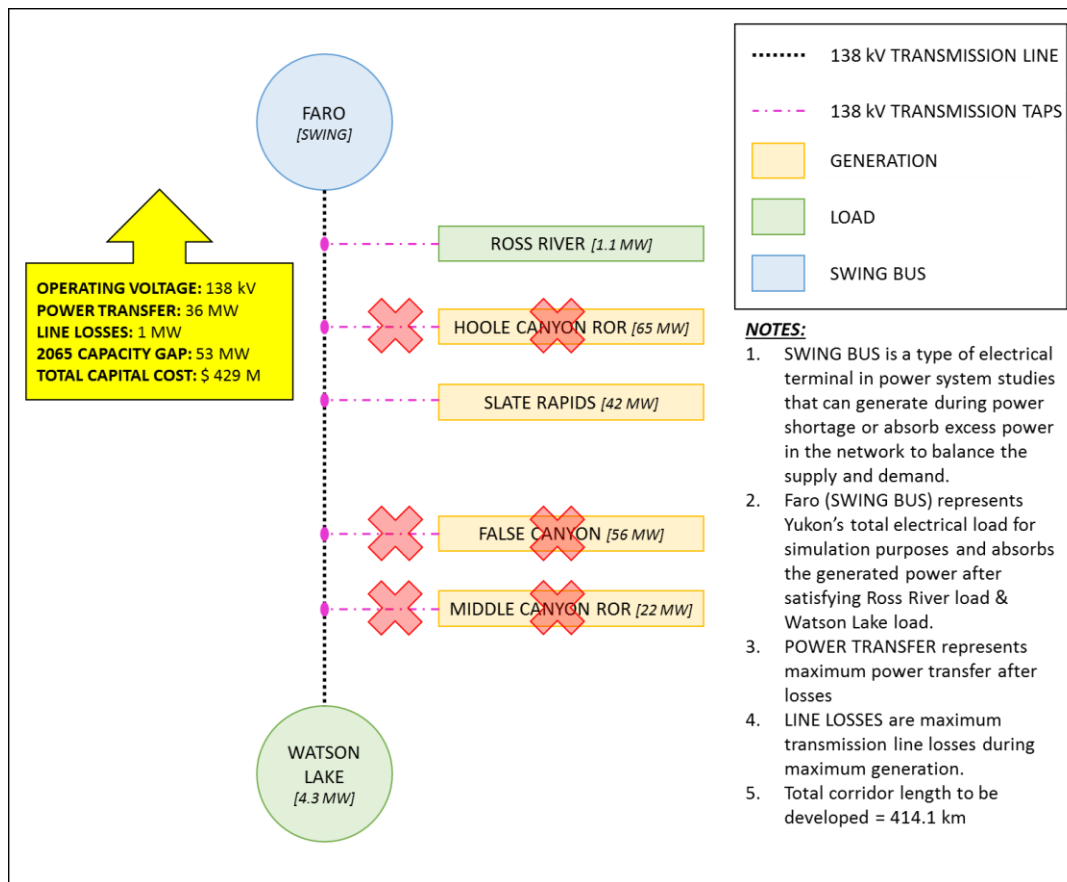 FARO
[SWING]
OPERATING VOLTAGE: 138 kV
POWER TRANSFER: 36 MW
LINE LOSSES: 1 MW
2065 CAPACITY GAP: 53 MW
TOTAL CAPITAL COST: $ 429 M
ROSS RIVER [1.1 MW]
HOOLE CANYON ROR [65 MW]
SLATE RAPIDS [42 MW]
FALSE CANYON [56 MW]
MIDDLE CANYON ROR [22 MW]
WATSON
LAKE
[4.3 MW]
138 kV TRANSMISSION LINE
138 kV TRANSMISSION TAPS
GENERATION
LOAD
SWING BUS
NOTES:
1. SWING BUS is a type of electrical
terminal in power system studies
that can generate during power
shortage or absorb excess power
in the network to balance the
supply and demand.
2. Faro (SWING BUS) represents
Yukon's total electrical load for
simulation purposes and absorbs
the generated power after
satisfying Ross River load &
Watson Lake load.
3. POWER TRANSFER represents
maximum power transfer after
losses
4. LINE LOSSES are maximum
transmission line losses during
maximum generation.
5. Total corridor length to be
developed = 414.1 km